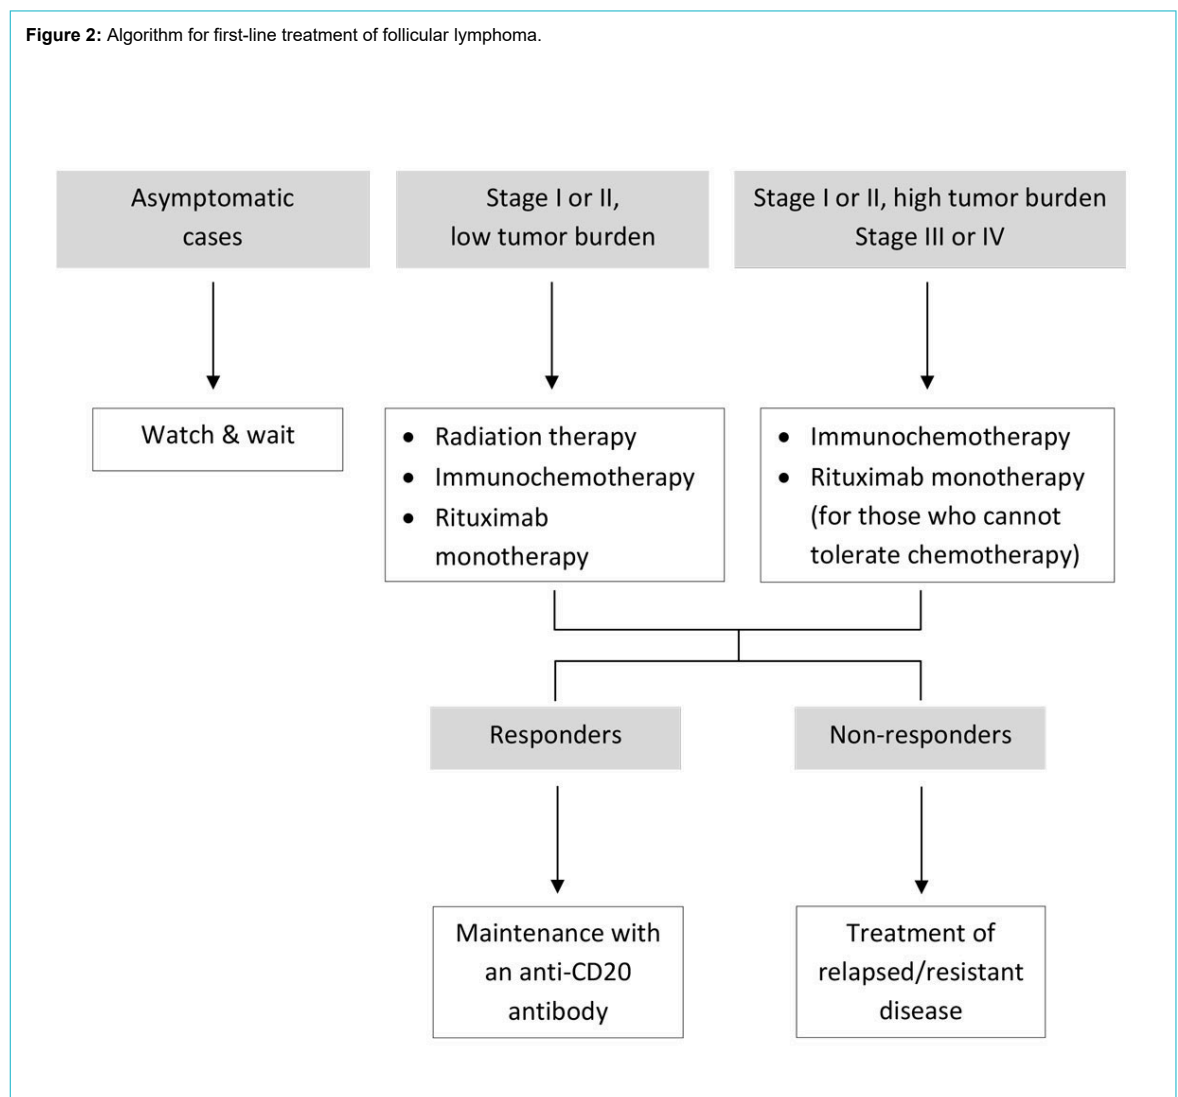 Figure 2: Algorithm for first-line treatment of follicular lymphoma.
Asymptomatic
cases
Stage I or II,
low tumor burden
Stage I or II, high tumor burden
Stage III or IV
Watch & wait
• Radiation therapy
• Immunochemotherapy
• Rituximab
monotherapy
• Immunochemotherapy
• Rituximab monotherapy
(for those who cannot
tolerate chemotherapy)
Responders
Non-responders
Maintenance with
an anti-CD20
antibody
Treatment of
relapsed/resistant
disease